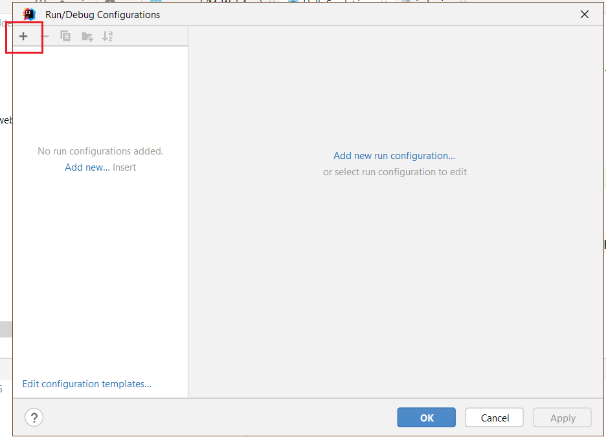 Run/Debug Configurations
No run configurations added.
Add new... Insert
Add new run configuration...
or select run configuration to edit
web
Edit configuration templates...
?
OK
Cancel
Apply